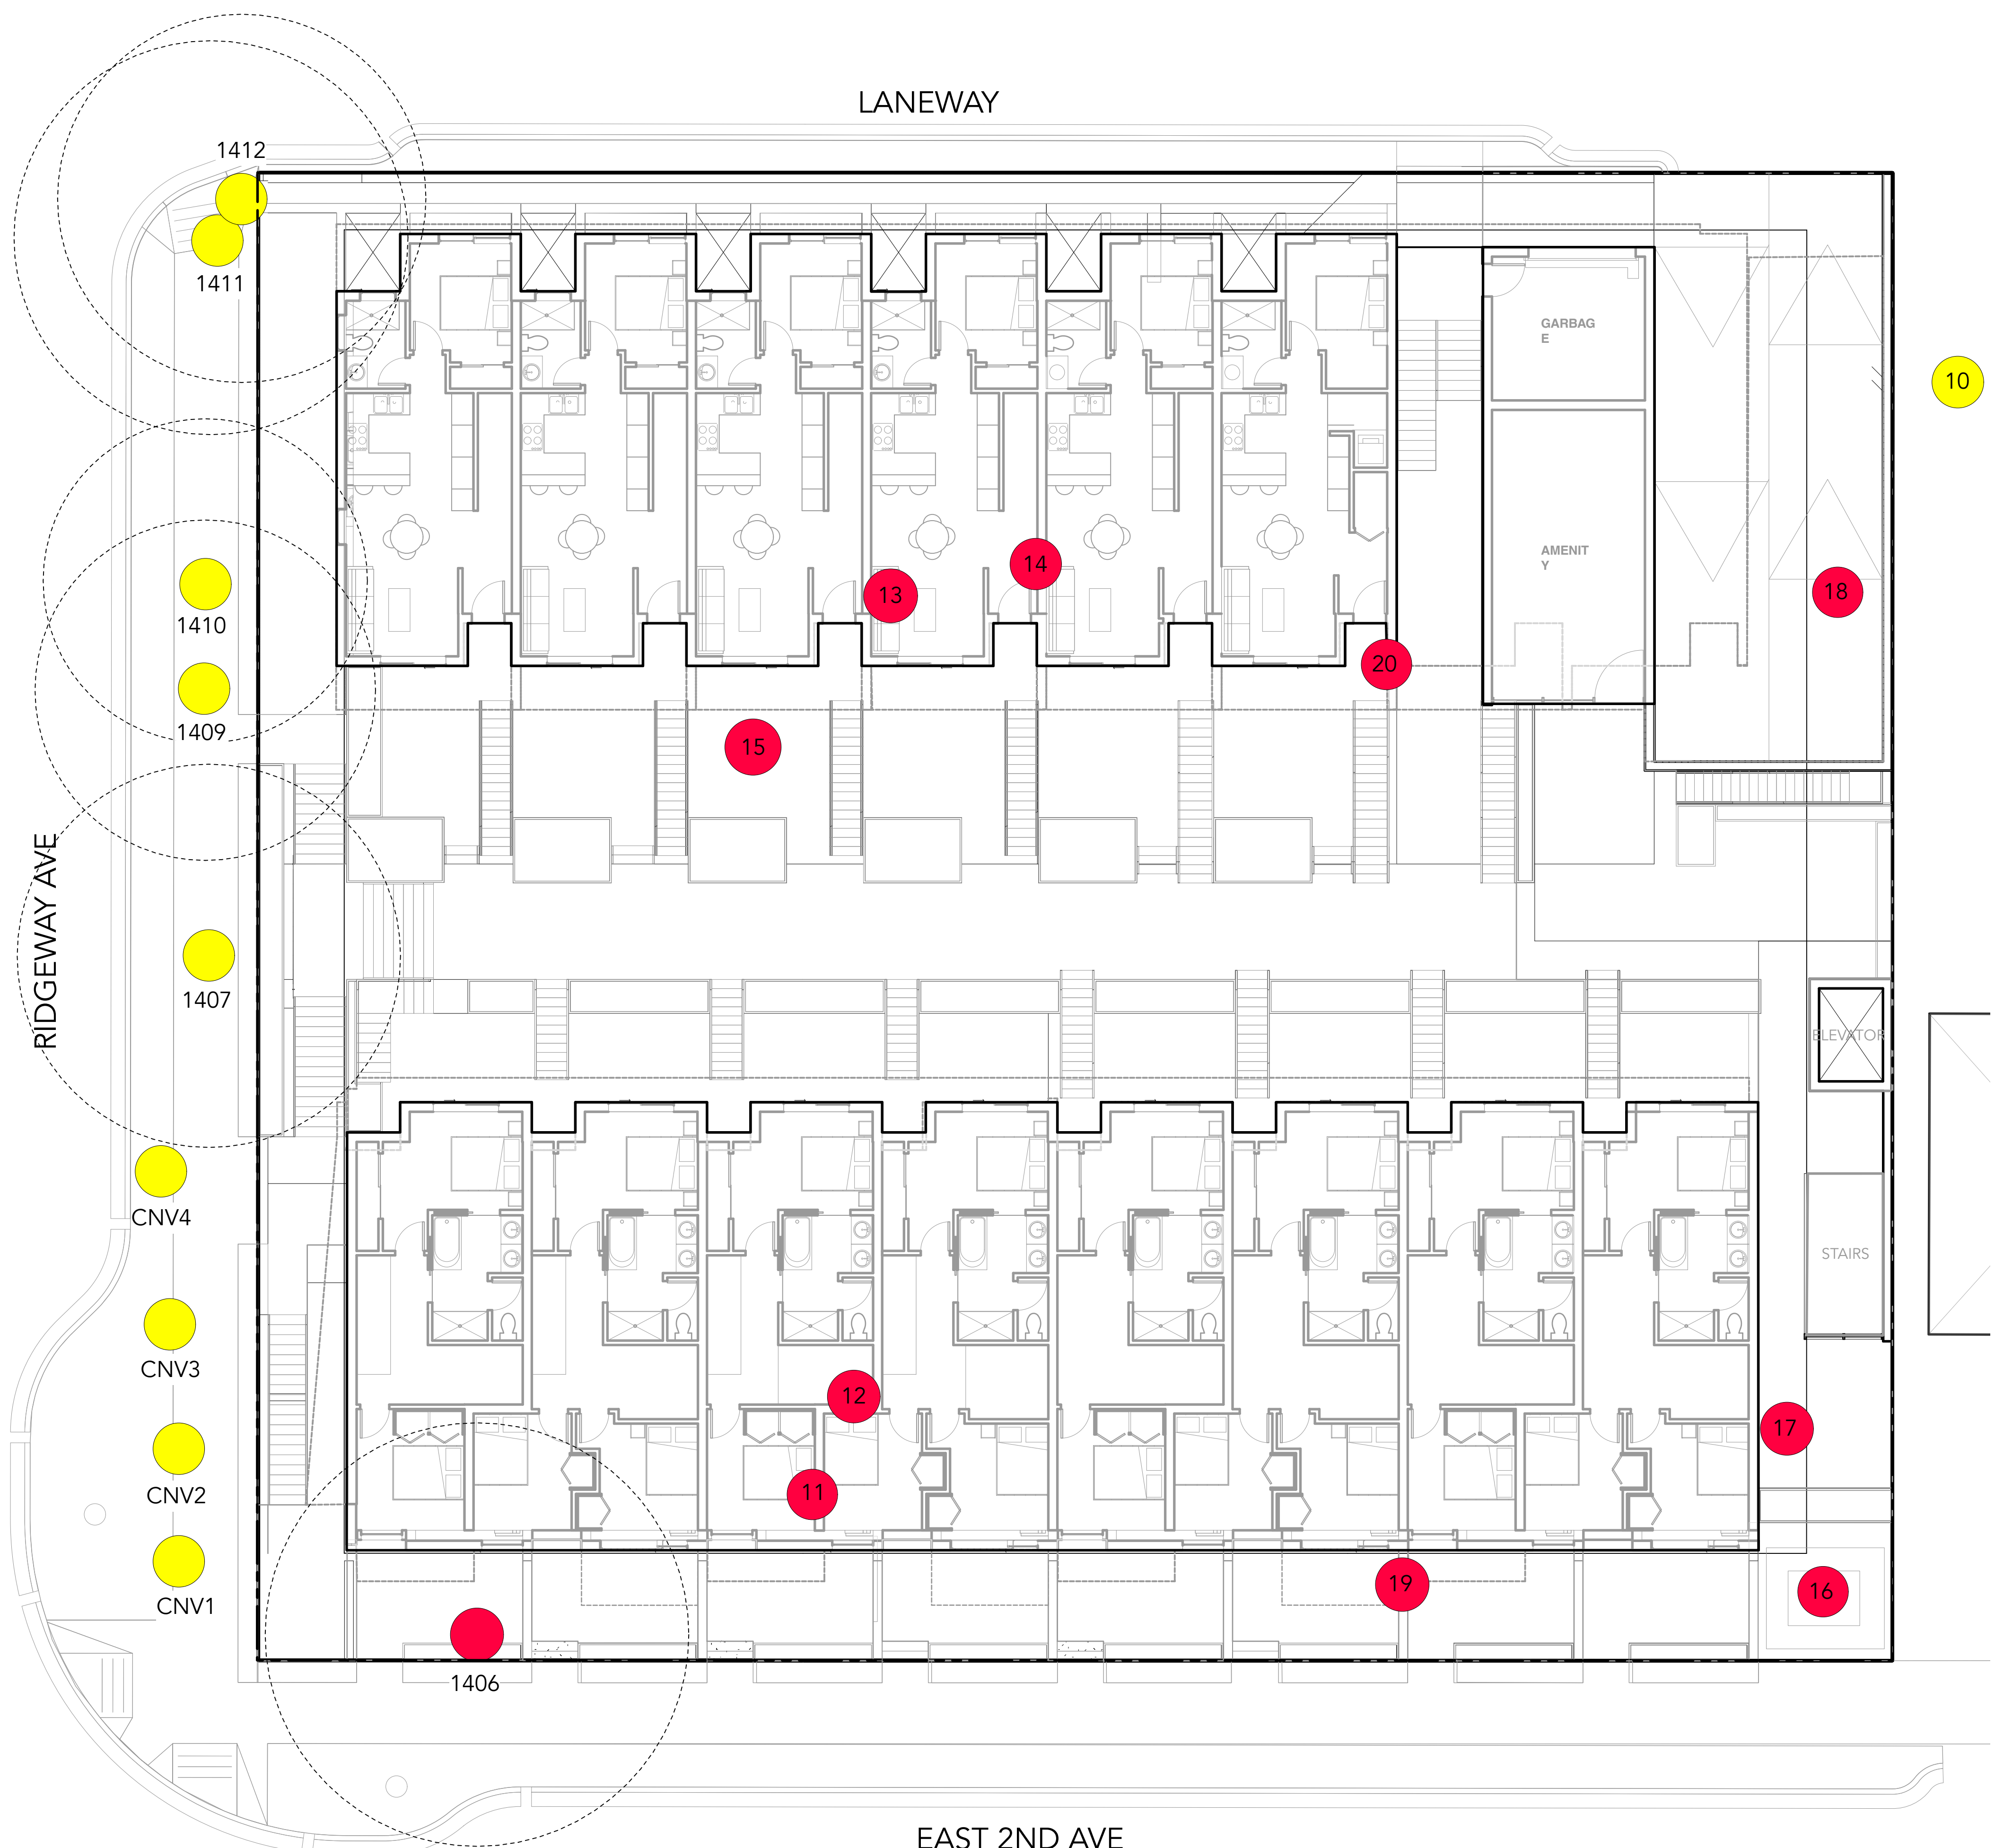 LANEWAY
1412
1411
GARBAG
E
10
AMENIT
Y
14
13
18
1410
20
1409
15
RIDGEWAY AVE
1407
ELEVATOR
CNV4
STAIRS
CNV3
12
17
CNV2
11
CNV1
19
16
1406
EAST 2ND AVE